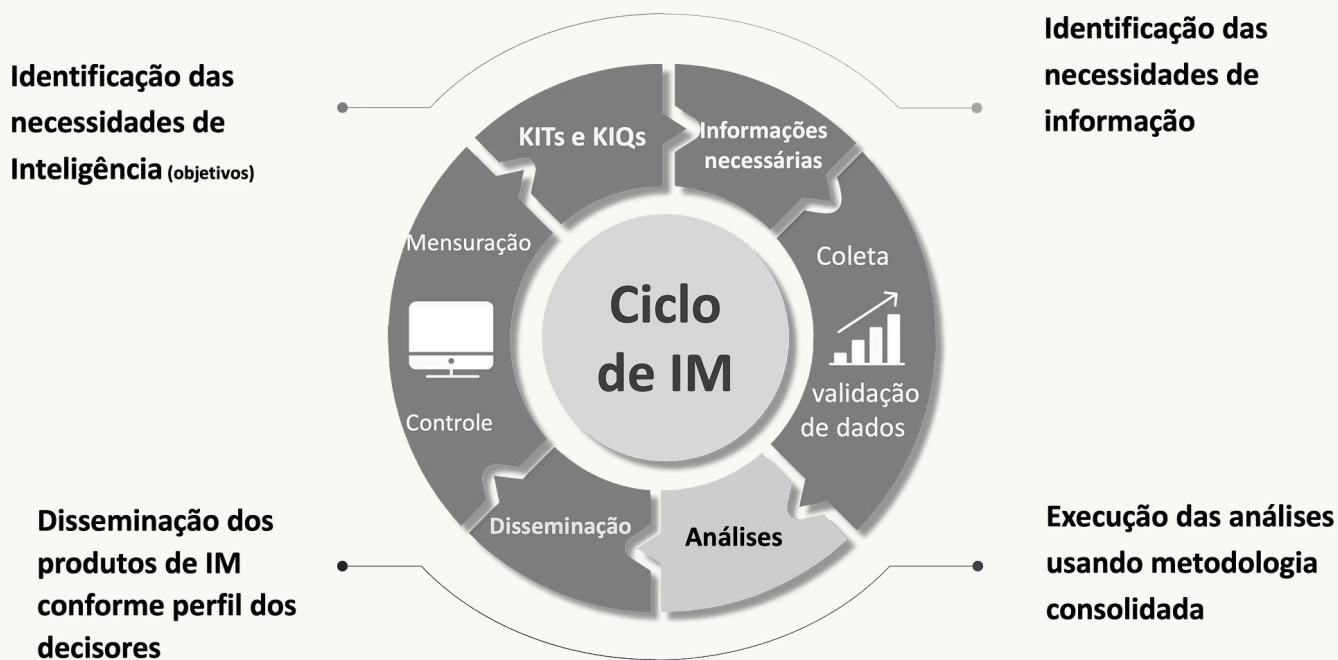 Identificação das
necessidades de
Inteligência (objetivos)
Identificação das
necessidades de
informação
KITs e KIQs
Informações
necessárias
Mensuração
Controle
Coleta
validação
de dados
Ciclo
de IM
Disseminação
Análises
Disseminação dos
produtos de IM
conforme perfil dos
decisores
Execução das análises
usando metodologia
consolidada